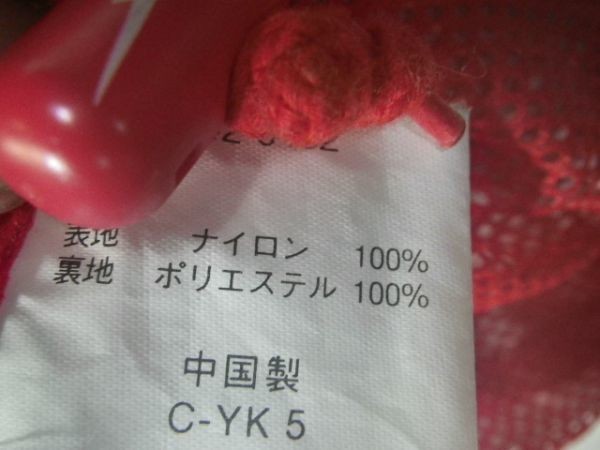 表地 ナイロン 100%
裏地 ポリエステル 100%
中国製
C-YK 5